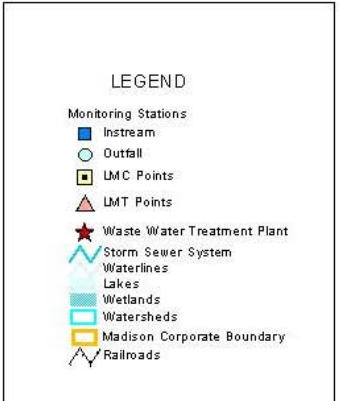 LEGEND
Monitoring Stations
Instream
Outfall
LMC Points
LMT Points
Waste Water Treatment Plant
Storm Sewer System
Waterlines
Lakes
Wetlands
Watersheds
Madison Corporate Boundary
Railroads